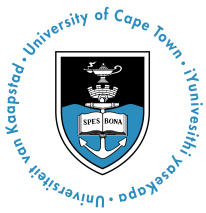 University of Cape Town · iYunivesithi yaseKapa · Universiteit van Kaapstad ·
SPES BONA